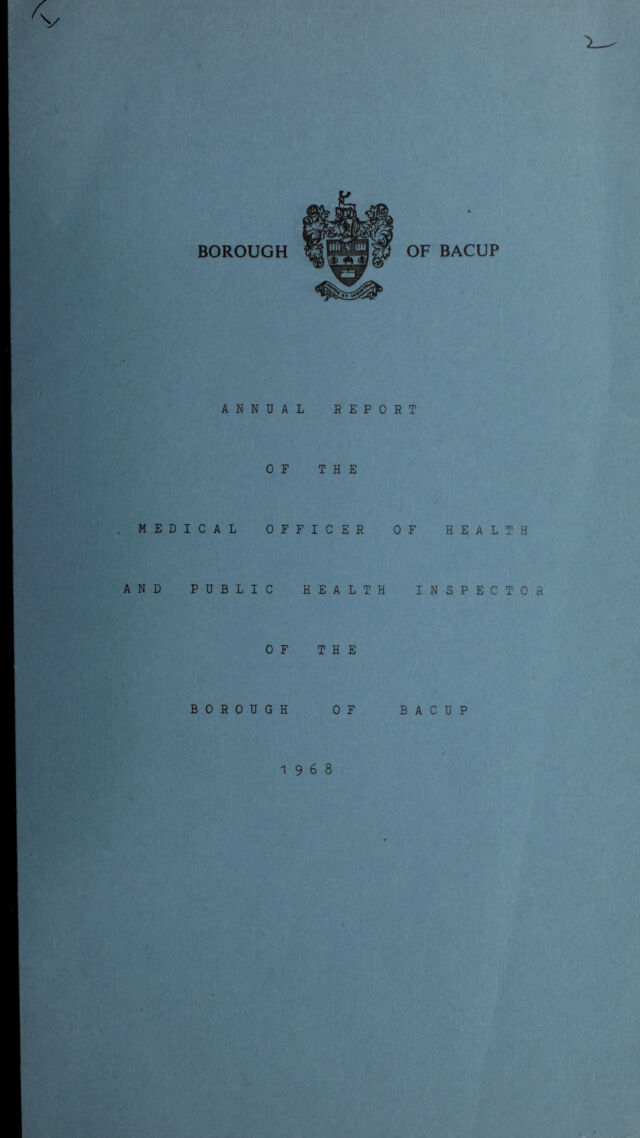 2
BOROUGH OF BACUP
ANNUAL REPORT
OF THE
MEDICAL OFFICER OF HEALTH
AND PUBLIC HEALTH INSPECTOR
OF THE
BOROUGH OF BACUP
1968